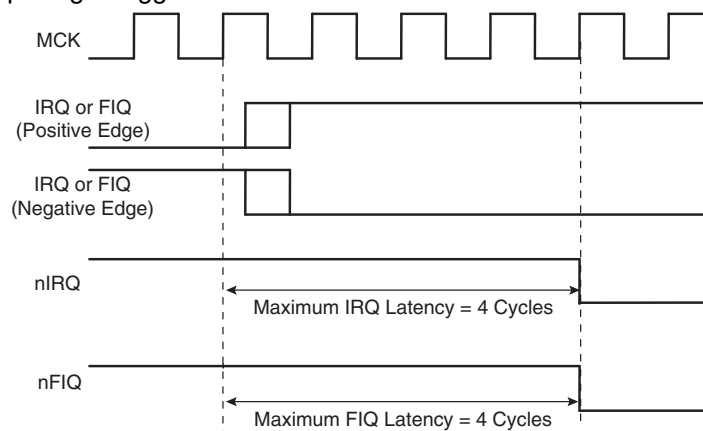 MCK
IRQ or FIQ
(Positive Edge)
IRQ or FIQ
(Negative Edge)
nIRQ
Maximum IRQ Latency = 4 Cycles
nFIQ
Maximum FIQ Latency = 4 Cycles